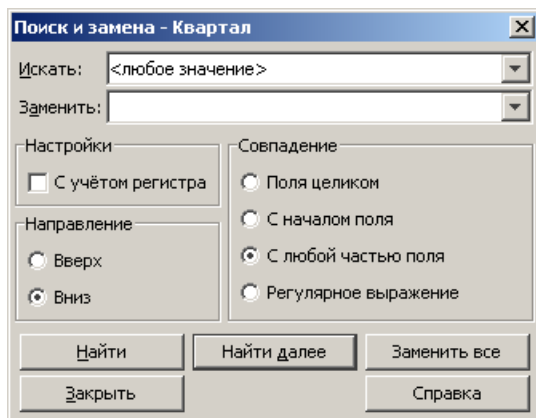 Поиск и замена - Квартал
Искать: <любое значение>
Заменить:
Настройки
С учётом регистра
Направление
Вверх
Вниз
Совпадение
Поля целиком
С началом поля
С любой частью поля
Регулярное выражение
Найти
Найти далее
Заменить все
Закрыть
Справка